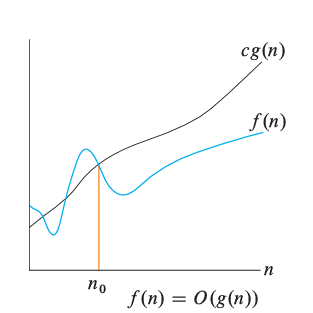 cg(n)
f(n)
n
n₀
f(n) = O(g(n))